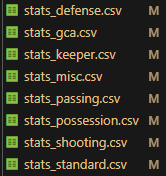 stats_defense.csv M
stats_gca.csv M
stats_keeper.csv M
stats_misc.csv M
stats_passing.csv M
stats_possession.csv M
stats_shooting.csv M
stats_standard.csv M